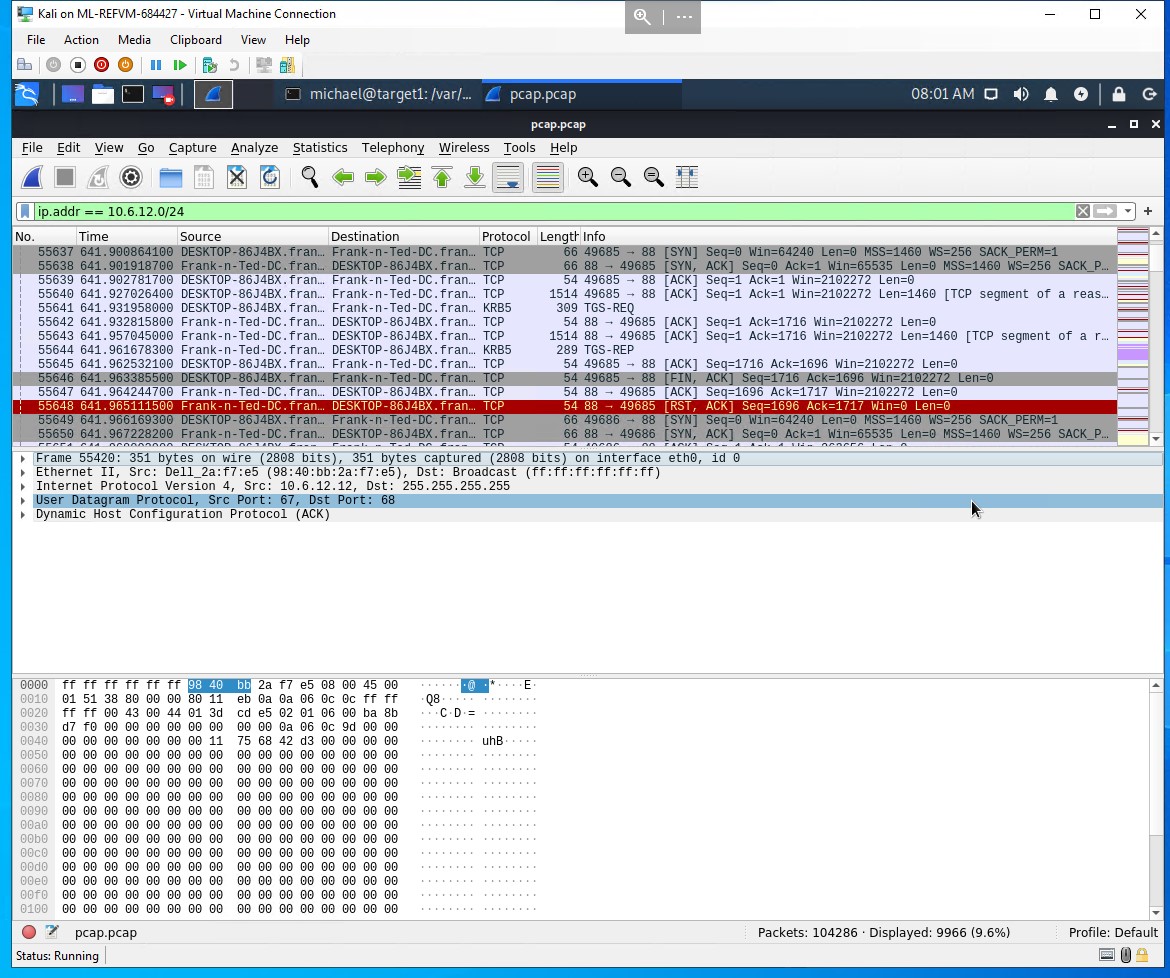 Kali on ML-REFVM-684427 - Virtual Machine Connection
File Action Media Clipboard View Help
michael@target1: /var/... pcap.pcap 08:01 AM
pcap.pcap
File Edit View Go Capture Analyze Statistics Telephony Wireless Tools Help
ip.addr == 10.6.12.0/24
No. Time Source Destination Protocol Length Info
55637 641.900864100 DESKTOP-86J4BX.fran… Frank-n-Ted-DC.fran… TCP 66 49685 → 88 [SYN] Seq=0 Win=64240 Len=0 MSS=1460 WS=256 SACK_PERM=1
55638 641.901918700 Frank-n-Ted-DC.fran… DESKTOP-86J4BX.fran… TCP 66 88 → 49685 [SYN, ACK] Seq=0 Ack=1 Win=65535 Len=0 MSS=1460 WS=256 SACK_P…
55639 641.902781700 DESKTOP-86J4BX.fran… Frank-n-Ted-DC.fran… TCP 54 49685 → 88 [ACK] Seq=1 Ack=1 Win=2102272 Len=0
55640 641.927026400 DESKTOP-86J4BX.fran… Frank-n-Ted-DC.fran… TCP 1514 49685 → 88 [ACK] Seq=1 Ack=1 Win=2102272 Len=1460 [TCP segment of a reas…
55641 641.931958000 DESKTOP-86J4BX.fran… Frank-n-Ted-DC.fran… KRB5 309 TGS-REQ
55642 641.932815800 Frank-n-Ted-DC.fran… DESKTOP-86J4BX.fran… TCP 54 88 → 49685 [ACK] Seq=1 Ack=1716 Win=2102272 Len=0
55643 641.957045000 Frank-n-Ted-DC.fran… DESKTOP-86J4BX.fran… TCP 1514 88 → 49685 [ACK] Seq=1 Ack=1716 Win=2102272 Len=1460 [TCP segment of a r…
55644 641.961678300 Frank-n-Ted-DC.fran… DESKTOP-86J4BX.fran… KRB5 289 TGS-REP
55645 641.962532100 DESKTOP-86J4BX.fran… Frank-n-Ted-DC.fran… TCP 54 49685 → 88 [ACK] Seq=1716 Ack=1696 Win=2102272 Len=0
55646 641.963385500 DESKTOP-86J4BX.fran… Frank-n-Ted-DC.fran… TCP 54 49685 → 88 [FIN, ACK] Seq=1716 Ack=1696 Win=2102272 Len=0
55647 641.964244700 Frank-n-Ted-DC.fran… DESKTOP-86J4BX.fran… TCP 54 88 → 49685 [ACK] Seq=1696 Ack=1717 Win=2102272 Len=0
55648 641.965111500 Frank-n-Ted-DC.fran… DESKTOP-86J4BX.fran… TCP 54 88 → 49685 [RST, ACK] Seq=1696 Ack=1717 Win=0 Len=0
55649 641.966169300 DESKTOP-86J4BX.fran… Frank-n-Ted-DC.fran… TCP 66 49686 → 88 [SYN] Seq=0 Win=64240 Len=0 MSS=1460 WS=256 SACK_PERM=1
55650 641.967228200 Frank-n-Ted-DC.fran… DESKTOP-86J4BX.fran… TCP 66 88 → 49686 [SYN, ACK] Seq=0 Ack=1 Win=65535 Len=0 MSS=1460 WS=256 SACK_P…
Frame 55420: 351 bytes on wire (2808 bits), 351 bytes captured (2808 bits) on interface eth0, id 0
Ethernet II, Src: Dell_2a:f7:e5 (98:40:bb:2a:f7:e5), Dst: Broadcast (ff:ff:ff:ff:ff:ff)
Internet Protocol Version 4, Src: 10.6.12.12, Dst: 255.255.255.255
User Datagram Protocol, Src Port: 67, Dst Port: 68
Dynamic Host Configuration Protocol (ACK)
0000 ff ff ff ff ff ff 98 40 bb 2a f7 e5 08 00 45 00 ·······@ ·*····E·
0010 01 51 38 80 00 00 80 11 eb 0a 0a 06 0c 0c ff ff ·Q8····· ········
0020 ff ff 00 43 00 44 01 3d cd e5 02 01 06 00 ba 8b ···C·D·= ········
0030 d7 f0 00 00 00 00 00 00 00 00 0a 06 0c 9d 00 00 ········ ········
0040 00 00 00 00 00 00 00 11 75 68 42 d3 00 00 00 00 ········ uhB·····
0050 00 00 00 00 00 00 00 00 00 00 00 00 00 00 00 00 ········ ········
0060 00 00 00 00 00 00 00 00 00 00 00 00 00 00 00 00 ········ ········
0070 00 00 00 00 00 00 00 00 00 00 00 00 00 00 00 00 ········ ········
0080 00 00 00 00 00 00 00 00 00 00 00 00 00 00 00 00 ········ ········
0090 00 00 00 00 00 00 00 00 00 00 00 00 00 00 00 00 ········ ········
00a0 00 00 00 00 00 00 00 00 00 00 00 00 00 00 00 00 ········ ········
00b0 00 00 00 00 00 00 00 00 00 00 00 00 00 00 00 00 ········ ········
00c0 00 00 00 00 00 00 00 00 00 00 00 00 00 00 00 00 ········ ········
00d0 00 00 00 00 00 00 00 00 00 00 00 00 00 00 00 00 ········ ········
00e0 00 00 00 00 00 00 00 00 00 00 00 00 00 00 00 00 ········ ········
00f0 00 00 00 00 00 00 00 00 00 00 00 00 00 00 00 00 ········ ········
0100 00 00 00 00 00 00 00 00 00 00 00 00 00 00 00 00 ········ ········
pcap.pcap Packets: 104286 · Displayed: 9966 (9.6%) Profile: Default
Status: Running